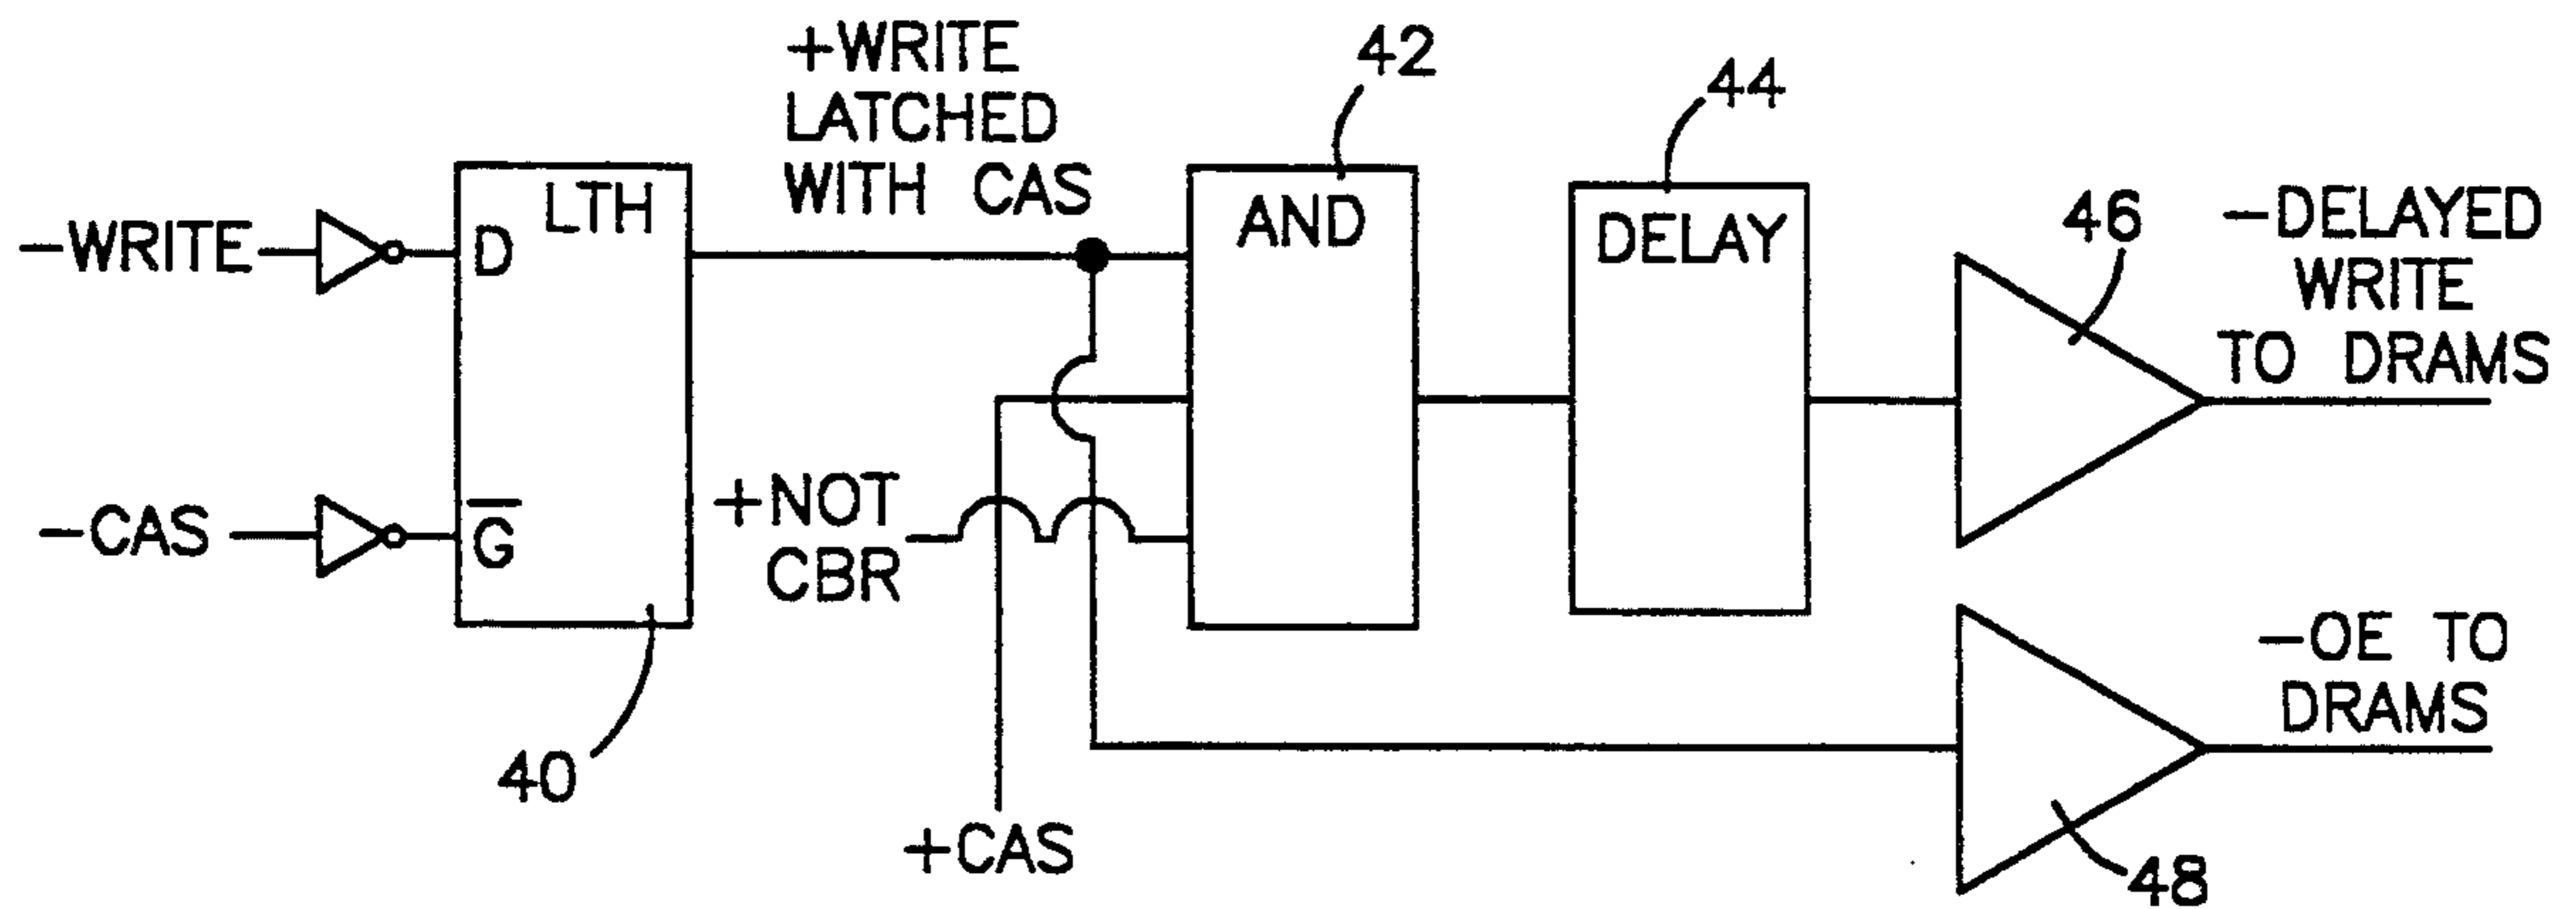 +WRITE
LATCHED
WITH CAS
42
44
46
-DELAYED
WRITE
TO DRAMS
-WRITE
D
LTH
AND
DELAY
-CAS
G̅
+NOT
CBR
40
+CAS
-OE TO
DRAMS
48